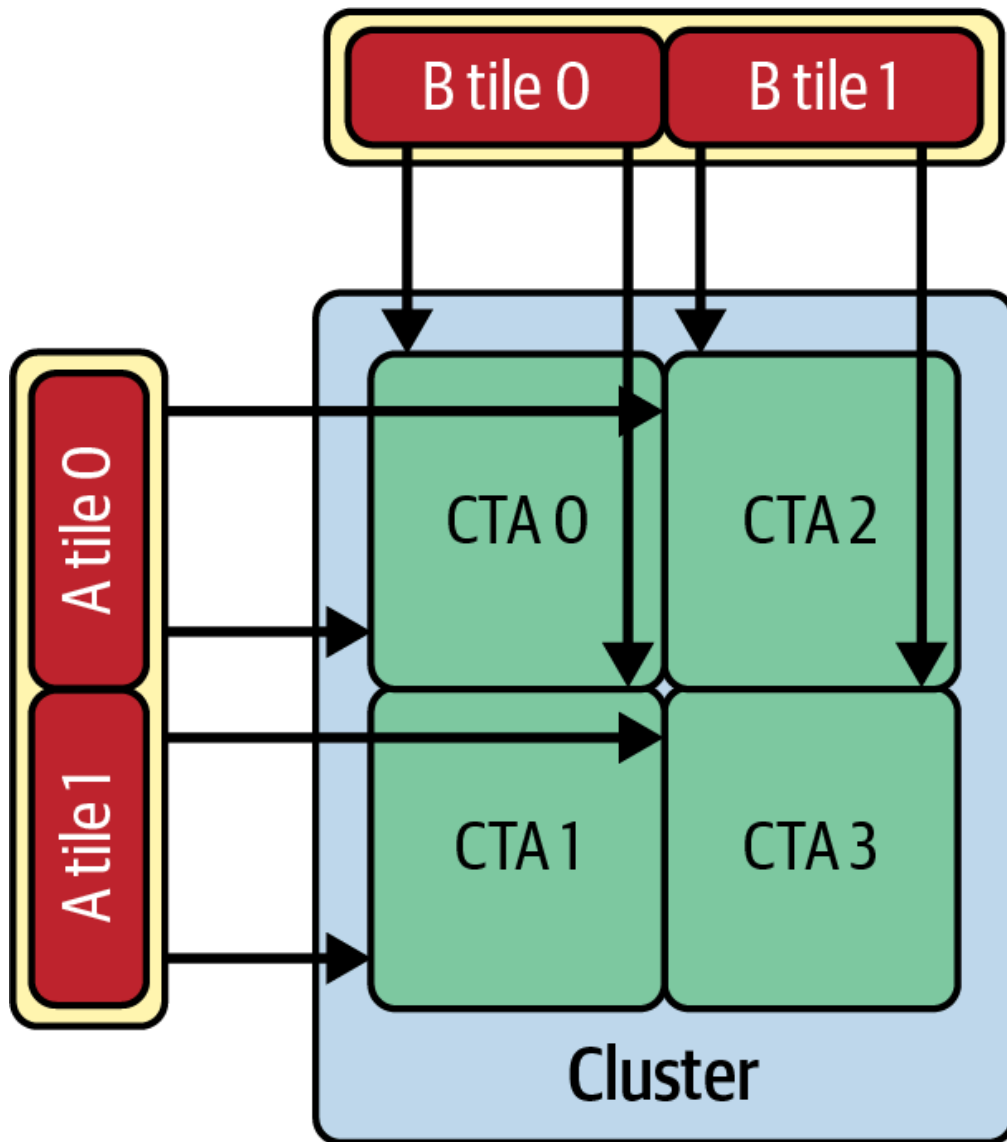 B tile 0
B tile 1
A tile 0
A tile 1
CTA 0
CTA 2
CTA 1
CTA 3
Cluster